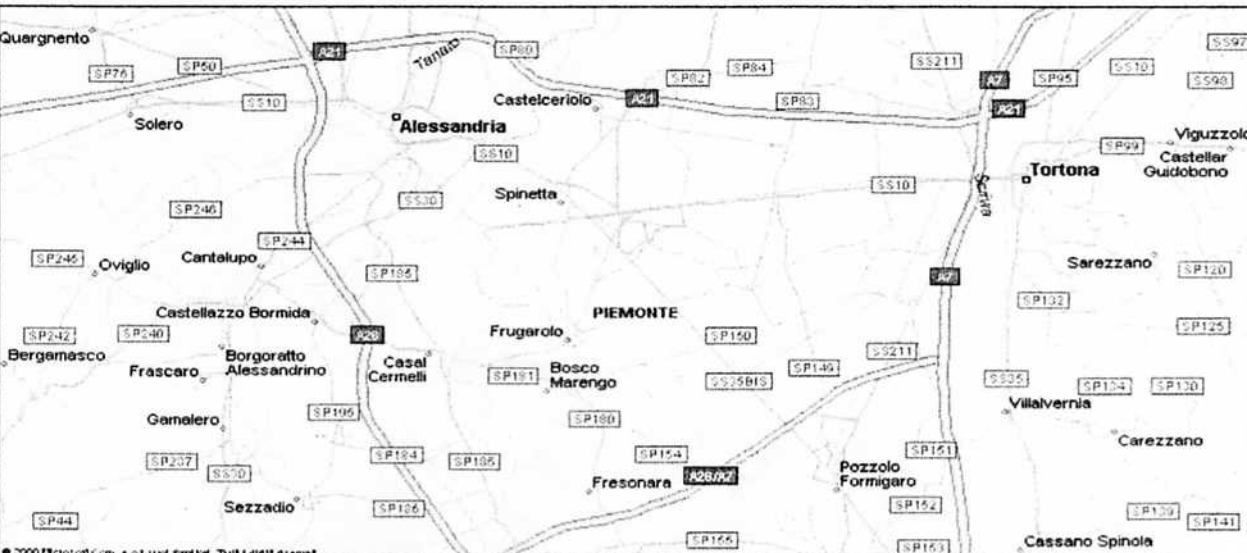 Quargnento
A21
Tanaro
SP80
SS97
SP76
SP50
SP82
SP84
SS211
A7
SP95
SS10
SS98
SS10
Castelceriolo
A21
SP83
A21
Solero
Alessandria
Viguzzolo
SS10
SP99
Castellar
Guidobono
Spinetta
SS10
Scrivia
Tortona
SS30
SP246
SP244
SP245
Oviglio
Cantalupo
SP185
A7
Sarezzano
SP120
SP132
Castellazzo Bormida
PIEMONTE
SP242
SP240
A26
Frugarolo
SP150
SP125
Bergamasco
Borgoratto
Alessandrino
Casal
Cermelli
SS211
Frascaro
SP181
Bosco
Marengo
SS35BIS
SP149
SS35
SP134
SP130
Gamalero
SP195
SP180
Villalvernia
Carezzano
SP237
SS30
SP184
SP185
SP154
A26/A7
SP151
Pozzolo
Formigaro
Sezzadio
SP186
Fresonara
SP152
SP44
SP139
SP141
SP155
SP153
Cassano Spinola